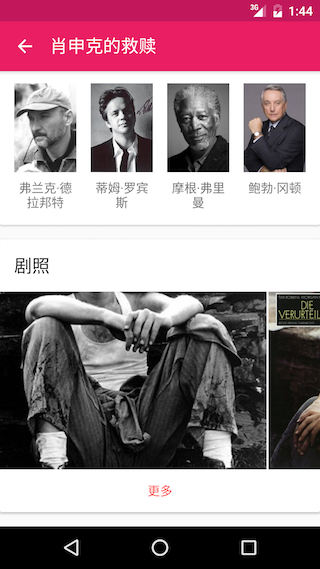 3G
1:44
肖申克的救赎
弗兰克·德
拉邦特
蒂姆·罗宾
斯
摩根·弗里
曼
鲍勃·冈顿
剧照
DIE
VERURTEIL
更多